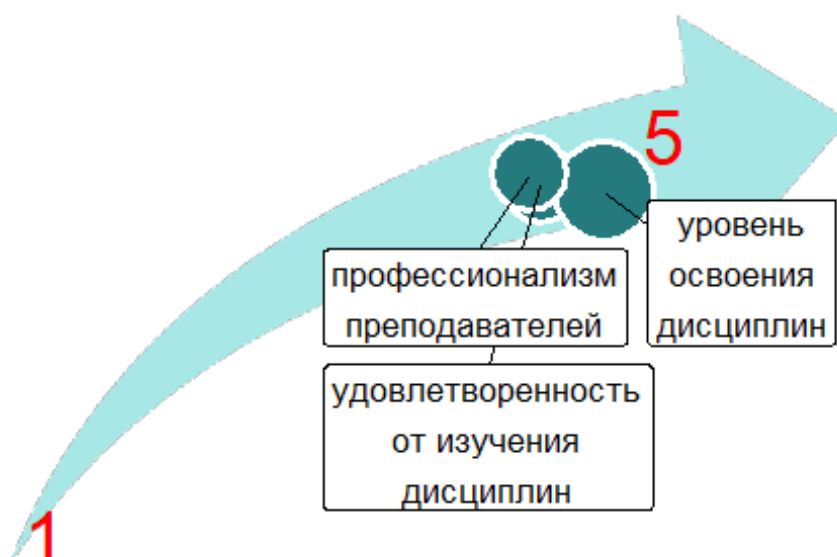 5
уровень
освоения
дисциплин
профессионализм
преподавателей
удовлетворенность
от изучения
дисциплин
1